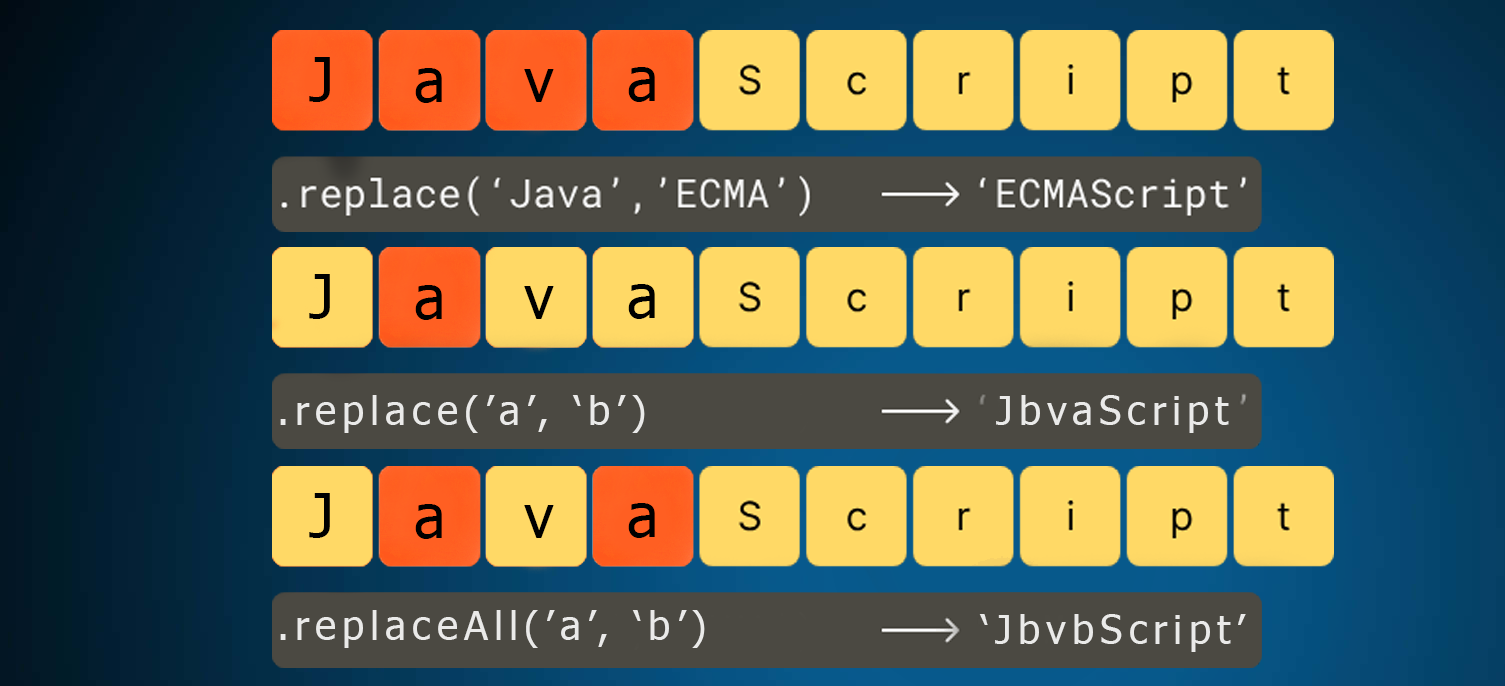 J a v a S c r i p t
.replace(‘Java’,’ECMA’) ⟶ ‘ECMAScript’
J a v a S c r i p t
.replace(’a’, ‘b’) ⟶ ‘JbvaScript’
J a v a S c r i p t
.replaceAll(’a’, ‘b’) ⟶ ‘JbvbScript’